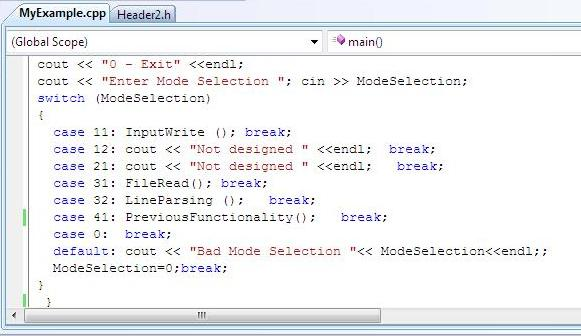 MyExample.cpp Header2.h
(Global Scope) main()
cout << "0 - Exit" <<endl;
cout << "Enter Mode Selection "; cin >> ModeSelection;
switch (ModeSelection)
{
case 11: InputWrite (); break;
case 12: cout << "Not designed " <<endl;  break;
case 21: cout << "Not designed " <<endl;   break;
case 31: FileRead(); break;
case 32: LineParsing ();   break;
case 41: PreviousFunctionality();   break;
case 0:  break;
default: cout << "Bad Mode Selection "<< ModeSelection<<endl;;
ModeSelection=0;break;
}
}